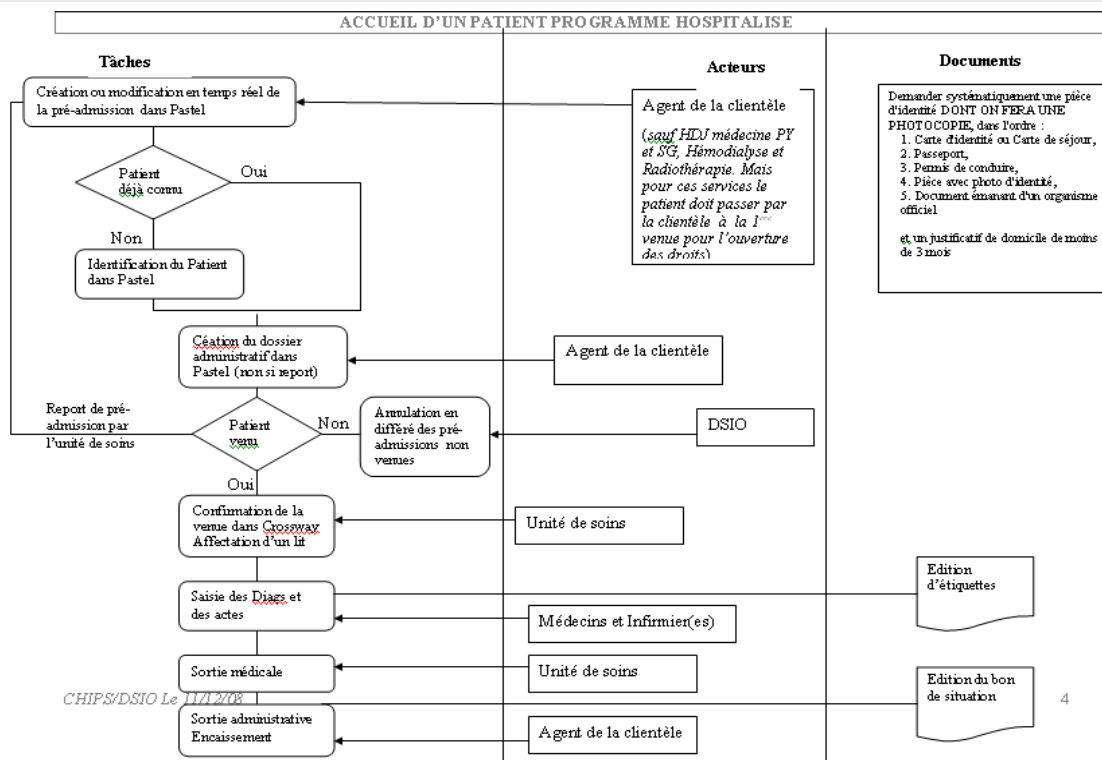 ACCUEIL D'UN PATIENT PROGRAMME HOSPITALISE
Tâches
Acteurs
Documents
Création ou modification en temps réel de
la pré-admission dans Pastel
Agent de la clientèle
(sauf HDJ médecine PY
et SG, Hémodialyse et
Radiothérapie. Mais
pour ces services le
patient doit passer par
la clientèle à la 1
venue pour l'ouverture
des droits)
Demander systématiquement une pièce
d'identité DONT ON FERA UNE
PHOTOCOPIE, dans l'ordre :
1. Carte d'identité ou Carte de séjour,
2. Passeport,
3. Permis de conduire,
4. Pièce avec photo d'identité,
5. Document émanant d'un organisme
officiel
et un justificatif de domicile de moins
de 3 mois
Patient
déjà connu
Oui
Non
Identification du Patient
dans Pastel
Céation du dossier
administratif dans
Pastel (non si report)
Agent de la clientèle
Report de pré-
admission par
l'unité de soins
Patient
venu
Non
Annulation en
différé des pré-
admissions non
venues
DSIO
Oui
Confirmation de la
venue dans Crossway
Affectation d'un lit
Unité de soins
Saisie des Diags et
des actes
Edition
d'étiquettes
Médecins et Infirmier(es)
Sortie médicale
Unité de soins
Edition du bon
de situation
CHIPS/DSIO Le 11/12/08
4
Sortie administrative
Encaissement
Agent de la clientèle